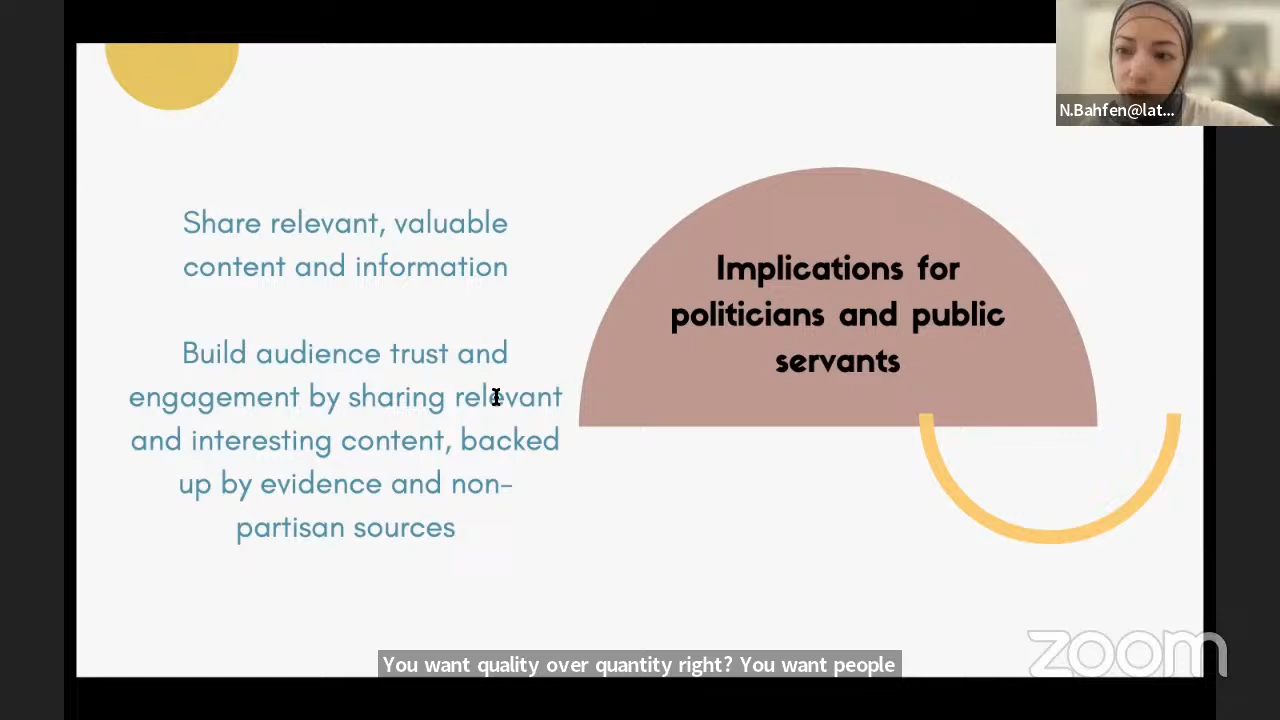 N.Bahfen@lat...
Share relevant, valuable
content and information
Build audience trust and
engagement by sharing relevant
and interesting content, backed
up by evidence and non-
partisan sources
Implications for
politicians and public
servants
You want quality over quantity right? You want people
zoom